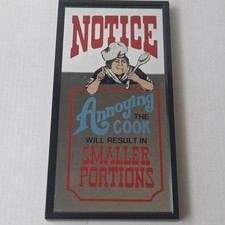 NOTICE
Annoying
THE
COOK
WILL RESULT IN
SMALLER
PORTIONS